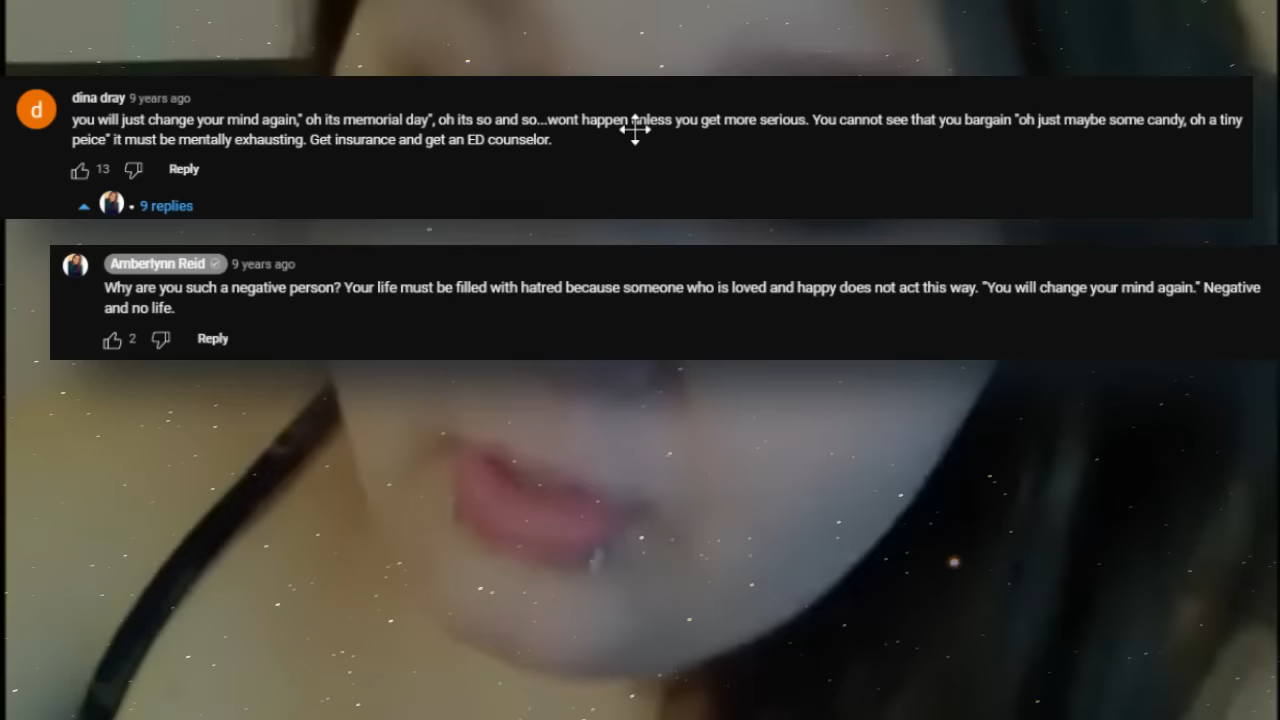 d
dina dray 9 years ago
you will just change your mind again," oh its memorial day", oh its so and so...wont happen unless you get more serious. You cannot see that you bargain "oh just maybe some candy, oh a tiny
peice" it must be mentally exhausting. Get insurance and get an ED counselor.
13 Reply
9 replies
Amberlynn Reid 9 years ago
Why are you such a negative person? Your life must be filled with hatred because someone who is loved and happy does not act this way. "You will change your mind again." Negative
and no life.
2 Reply